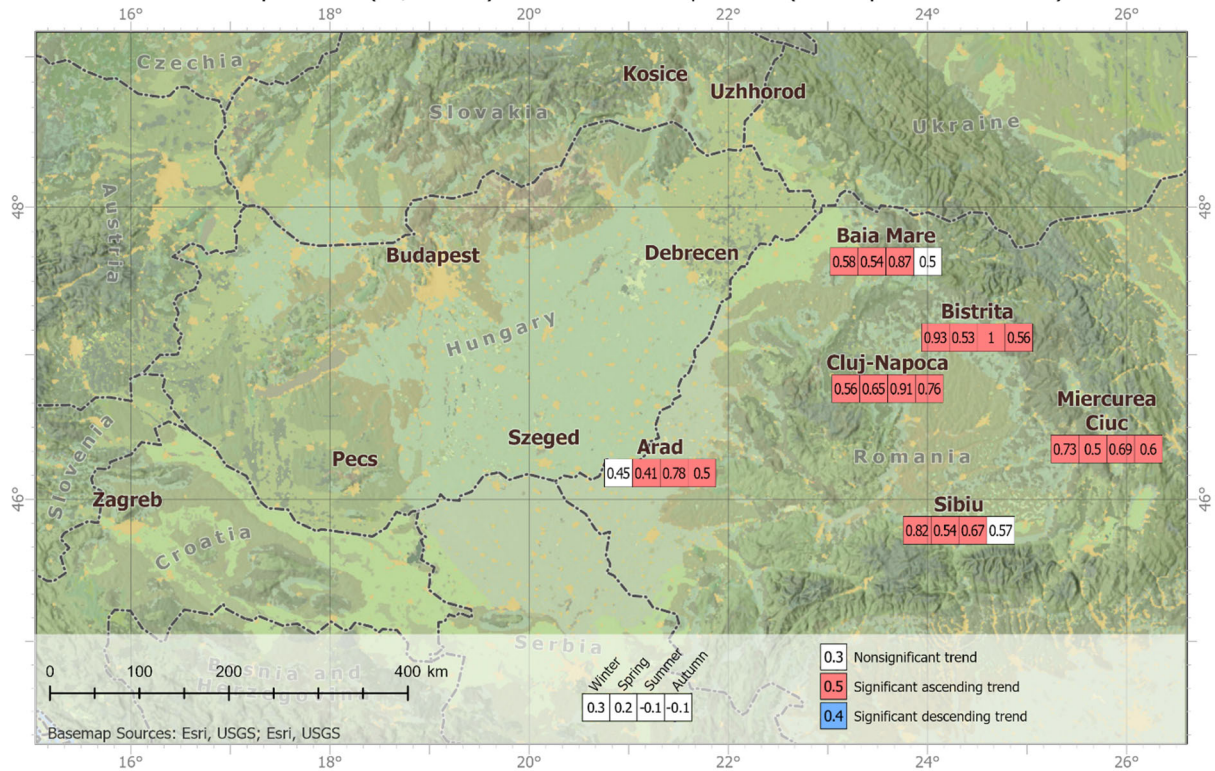 16° 18° 20° 22° 24° 26°
Czechia
Kosice
Uzhhorod
Slovakia
Ukraine
Austria
48° 48°
Baia Mare
0.58 0.54 0.87 0.5
Budapest
Debrecen
Bistrita
0.93 0.53 1 0.56
Hungary
Cluj-Napoca
0.56 0.65 0.91 0.76
Miercurea
Ciuc
0.73 0.5 0.69 0.6
Szeged
Arad
0.45 0.41 0.78 0.5
Pecs
Romania
Slovenia
Zagreb
46° 46°
Sibiu
0.82 0.54 0.67 0.57
Croatia
Serbia
Bosnia and
Herzegovina
0 100 200 400 km
Winter Spring Summer Autumn
0.3 0.2 -0.1 -0.1
0.3 Nonsignificant trend
0.5 Significant ascending trend
0.4 Significant descending trend
Basemap Sources: Esri, USGS; Esri, USGS
16° 18° 20° 22° 24° 26°